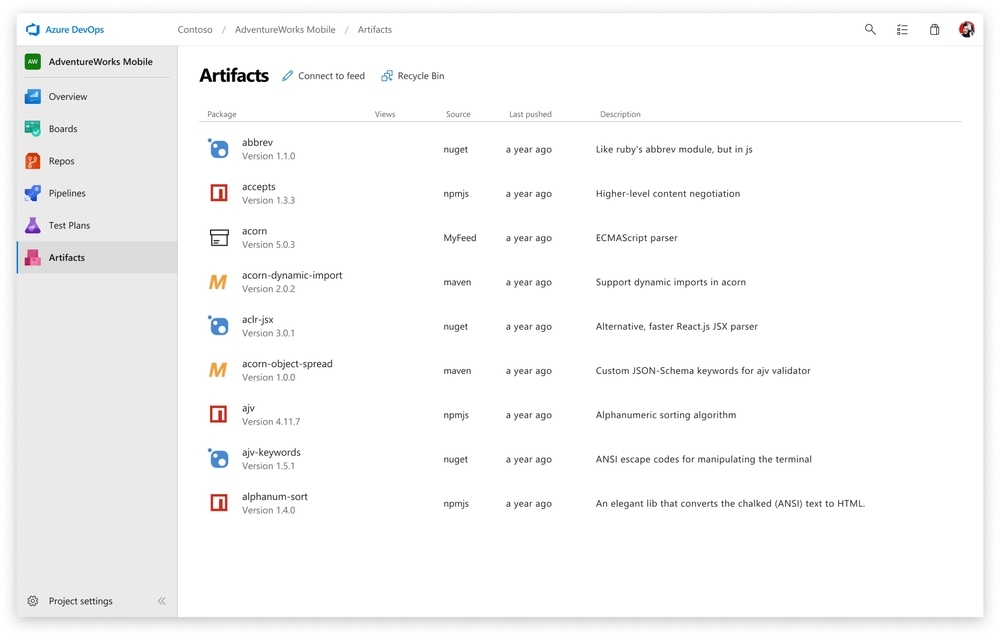 Azure DevOps
Contoso / AdventureWorks Mobile / Artifacts
AW AdventureWorks Mobile
Overview
Boards
Repos
Pipelines
Test Plans
Artifacts
Project settings
Artifacts Connect to feed Recycle Bin
Package Views Source Last pushed Description
abbrev
Version 1.1.0
nuget a year ago Like ruby's abbrev module, but in js
accepts
Version 1.3.3
npmjs a year ago Higher-level content negotiation
acorn
Version 5.0.3
MyFeed a year ago ECMAScript parser
acorn-dynamic-import
Version 2.0.2
maven a year ago Support dynamic imports in acorn
aclr-jsx
Version 3.0.1
nuget a year ago Alternative, faster React.js JSX parser
acorn-object-spread
Version 1.0.0
maven a year ago Custom JSON-Schema keywords for ajv validator
ajv
Version 4.11.7
npmjs a year ago Alphanumeric sorting algorithm
ajv-keywords
Version 1.5.1
nuget a year ago ANSI escape codes for manipulating the terminal
alphanum-sort
Version 1.4.0
npmjs a year ago An elegant lib that converts the chalked (ANSI) text to HTML.